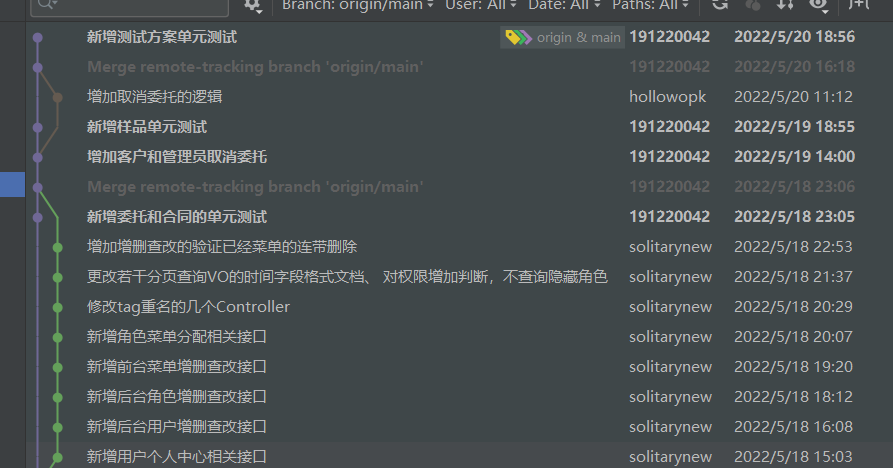 Branch: origin/main User: All Date: All Paths: All
新增测试方案单元测试 origin & main 191220042 2022/5/20 18:56
Merge remote-tracking branch 'origin/main' 191220042 2022/5/20 16:18
增加取消委托的逻辑 hollowopk 2022/5/20 11:12
新增样品单元测试 191220042 2022/5/19 18:55
增加客户和管理员取消委托 191220042 2022/5/19 14:00
Merge remote-tracking branch 'origin/main' 191220042 2022/5/18 23:06
新增委托和合同的单元测试 191220042 2022/5/18 23:05
增加增删查改的验证已经菜单的连带删除 solitarynew 2022/5/18 22:53
更改若干分页查询VO的时间字段格式文档、 对权限增加判断，不查询隐藏角色 solitarynew 2022/5/18 21:37
修改tag重名的几个Controller solitarynew 2022/5/18 20:29
新增角色菜单分配相关接口 solitarynew 2022/5/18 20:07
新增前台菜单增删查改接口 solitarynew 2022/5/18 19:20
新增后台角色增删查改接口 solitarynew 2022/5/18 18:12
新增后台用户增删查改接口 solitarynew 2022/5/18 16:08
新增用户个人中心相关接口 solitarynew 2022/5/18 15:03